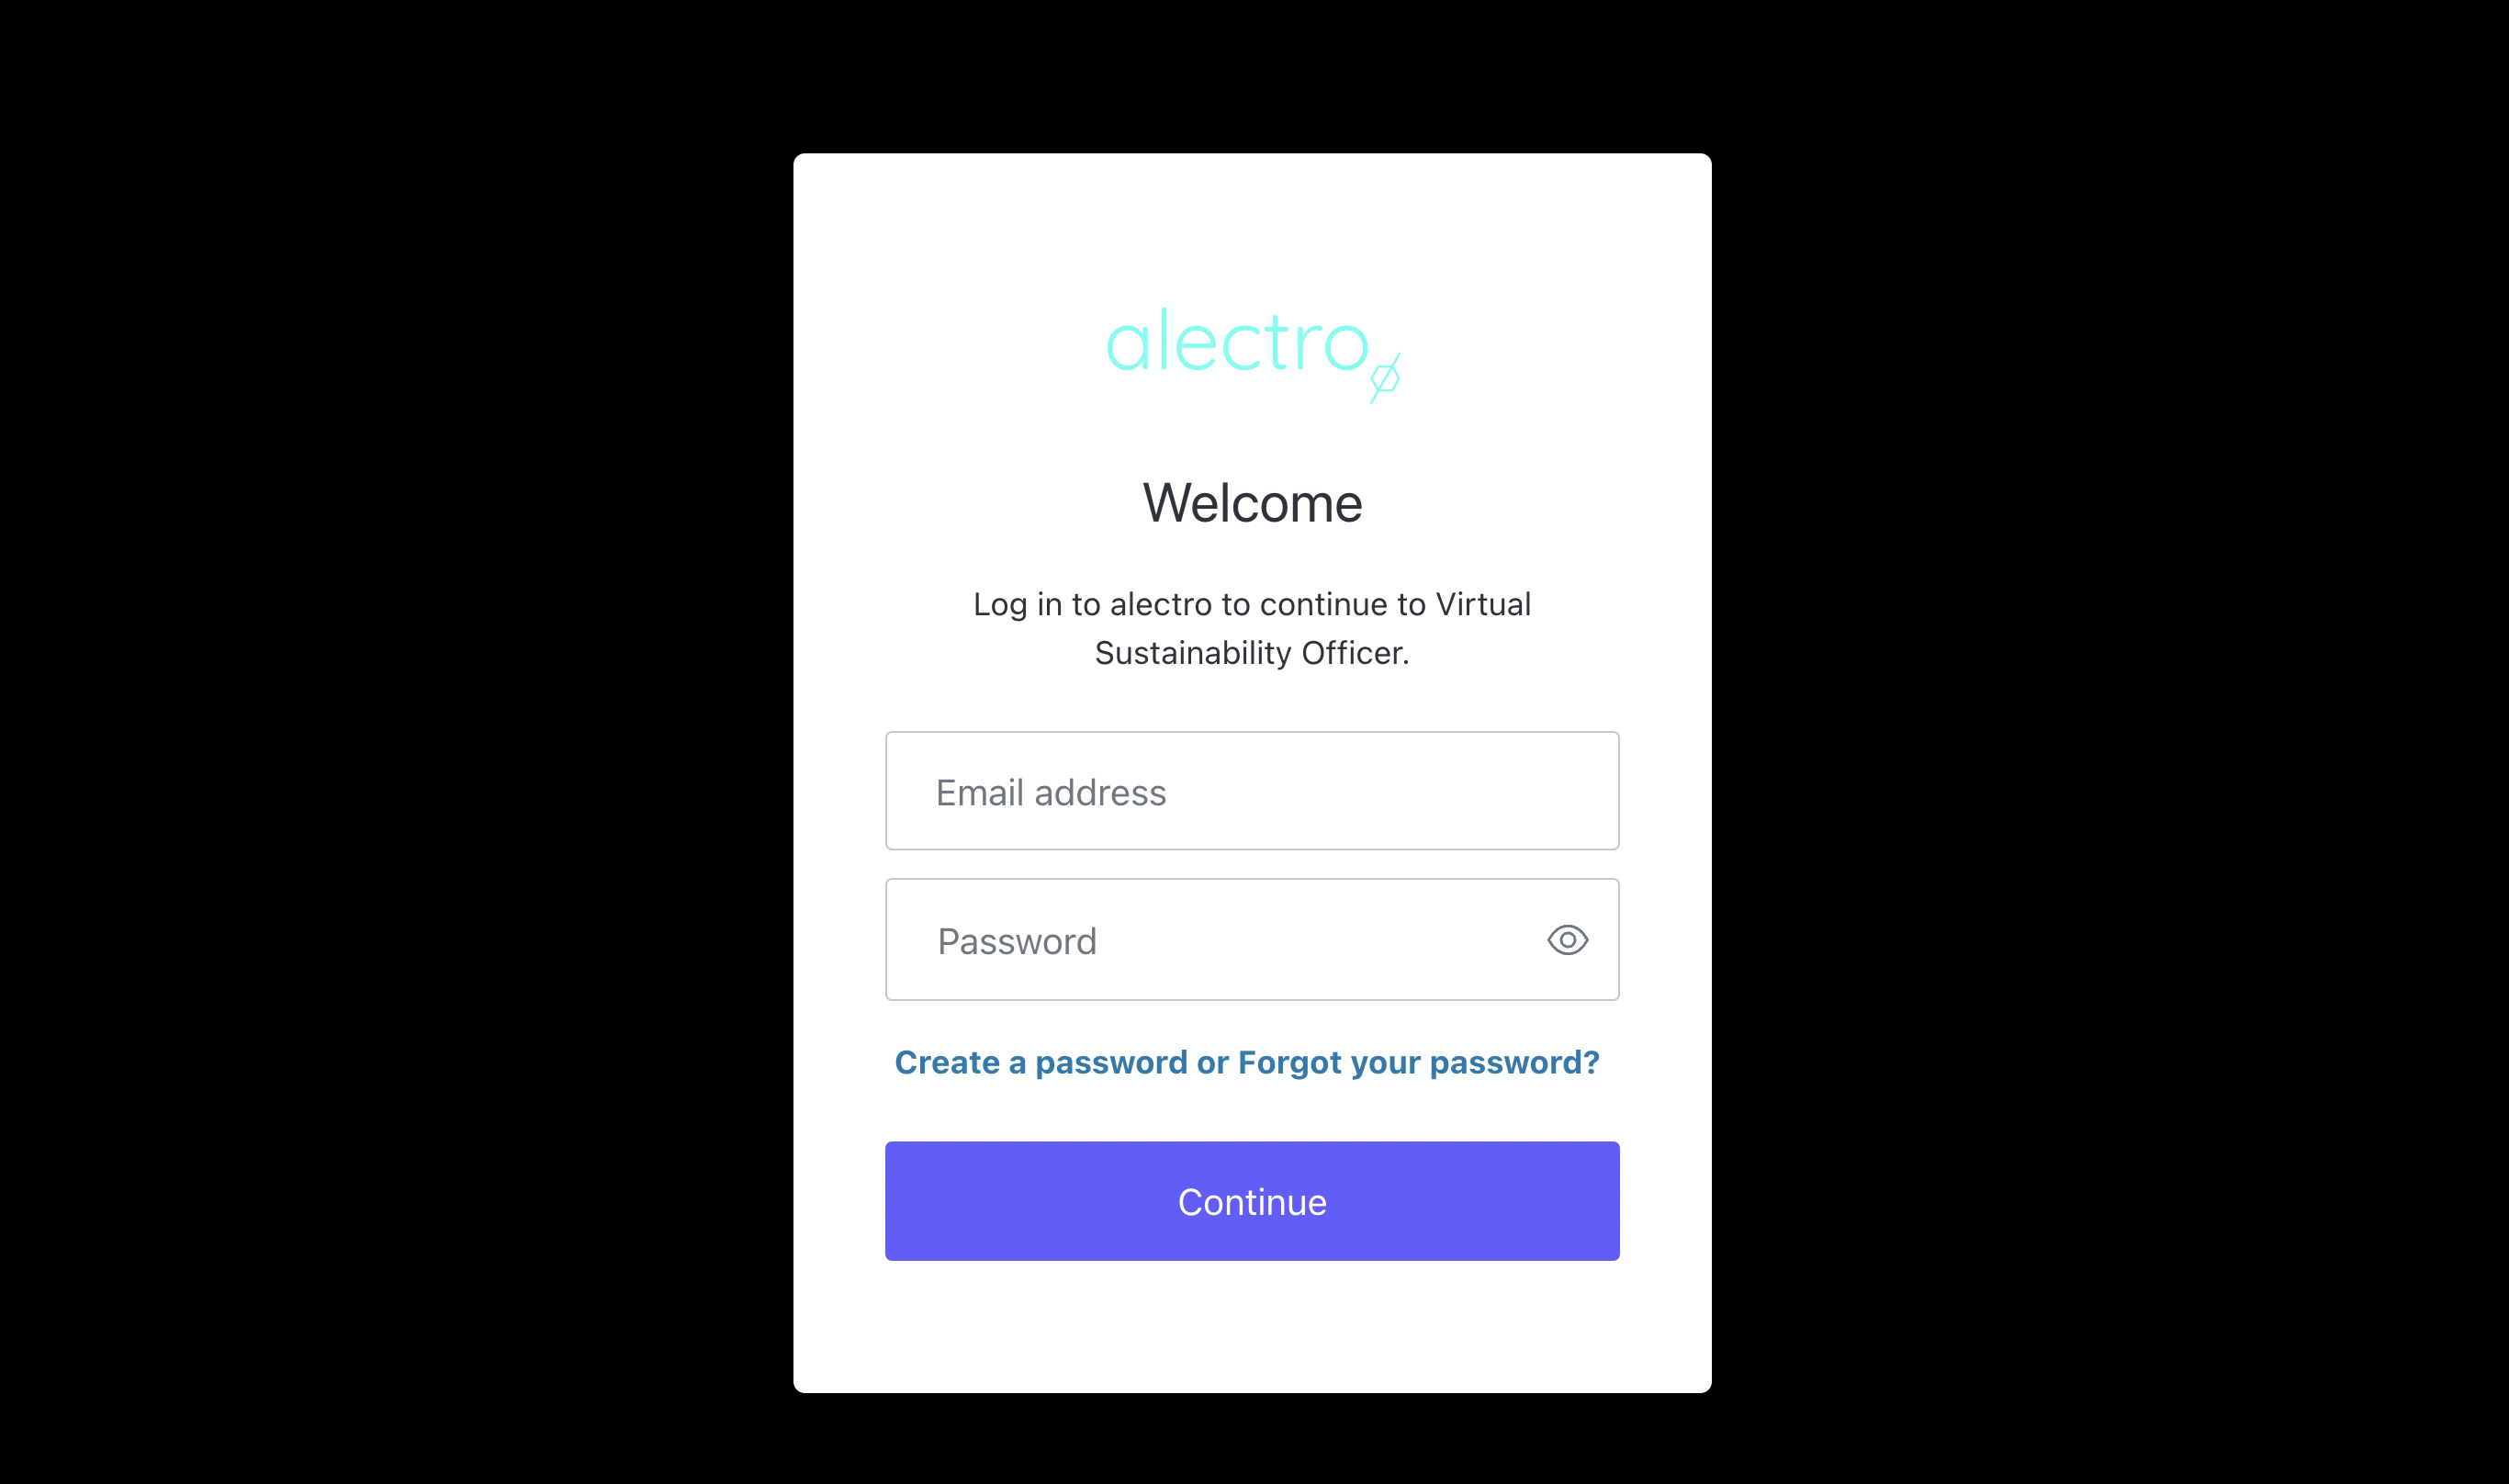 alectro
Welcome
Log in to alectro to continue to Virtual
Sustainability Officer.
Email address
Password
Create a password or Forgot your password?
Continue